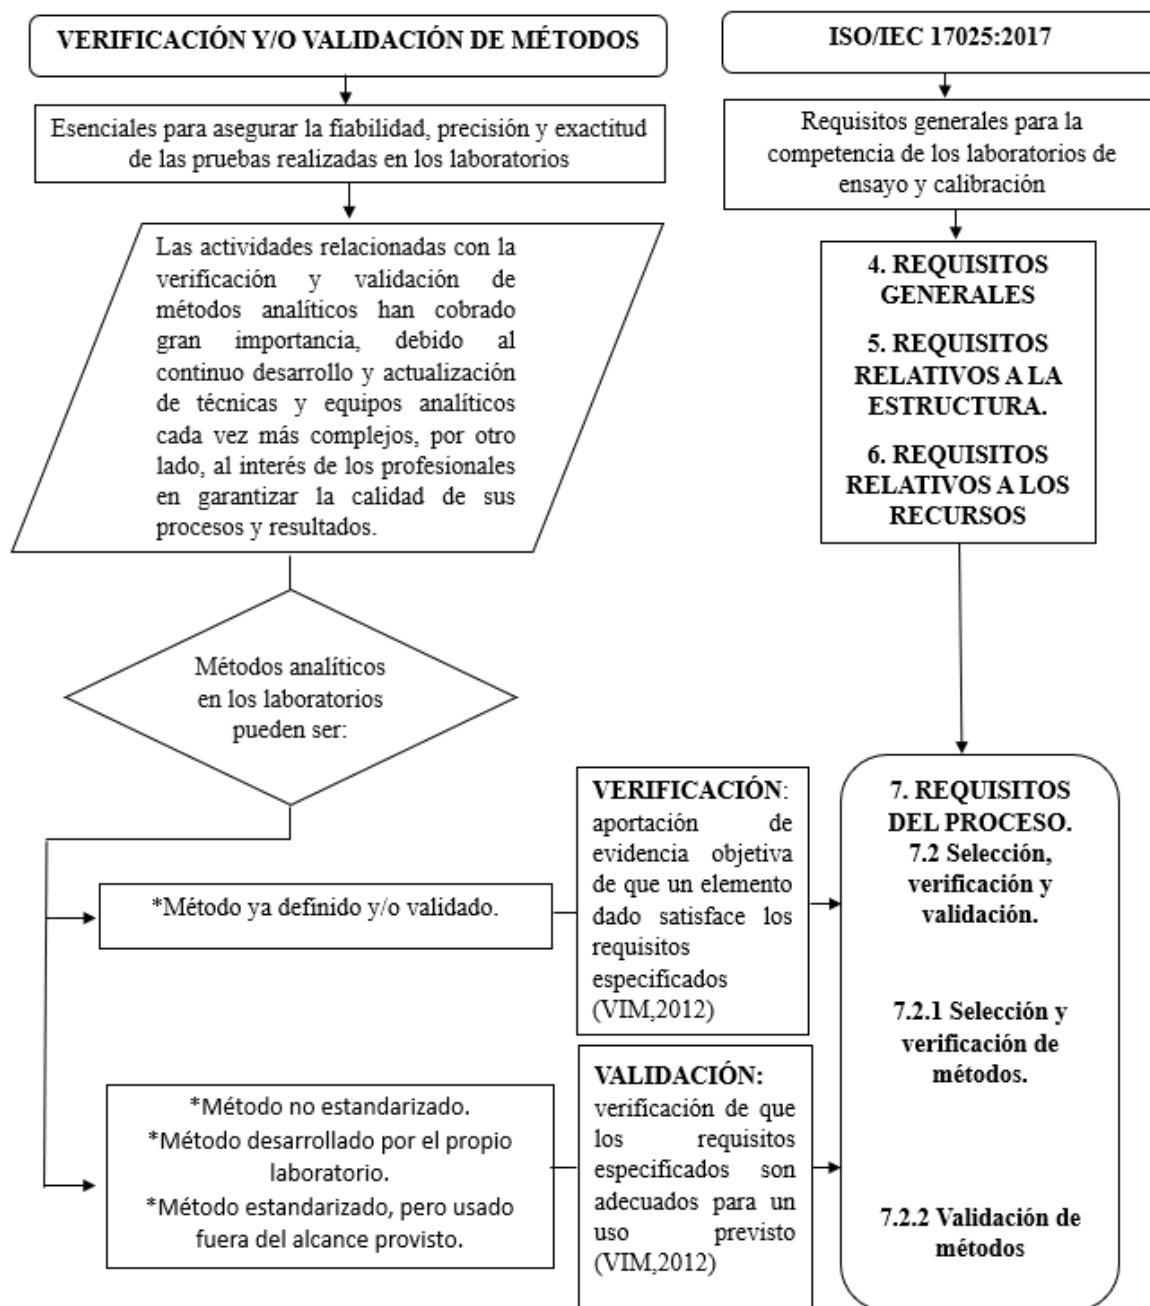 VERIFICACIÓN Y/O VALIDACIÓN DE MÉTODOS
Esenciales para asegurar la fiabilidad, precisión y exactitud
de las pruebas realizadas en los laboratorios
Las actividades relacionadas con la
verificación y validación de
métodos analíticos han cobrado
gran importancia, debido al
continuo desarrollo y actualización
de técnicas y equipos analíticos
cada vez más complejos, por otro
lado, al interés de los profesionales
en garantizar la calidad de sus
procesos y resultados.
Métodos analíticos
en los laboratorios
pueden ser:
*Método ya definido y/o validado.
*Método no estandarizado.
*Método desarrollado por el propio
laboratorio.
*Método estandarizado, pero usado
fuera del alcance provisto.
VERIFICACIÓN:
aportación de
evidencia objetiva
de que un elemento
dado satisface los
requisitos
especificados
(VIM,2012)
VALIDACIÓN:
verificación de que
los requisitos
especificados son
adecuados para un
uso previsto
(VIM,2012)
ISO/IEC 17025:2017
Requisitos generales para la
competencia de los laboratorios de
ensayo y calibración
4. REQUISITOS
GENERALES
5. REQUISITOS
RELATIVOS A LA
ESTRUCTURA.
6. REQUISITOS
RELATIVOS A LOS
RECURSOS
7. REQUISITOS
DEL PROCESO.
7.2 Selección,
verificación y
validación.
7.2.1 Selección y
verificación de
métodos.
7.2.2 Validación de
métodos